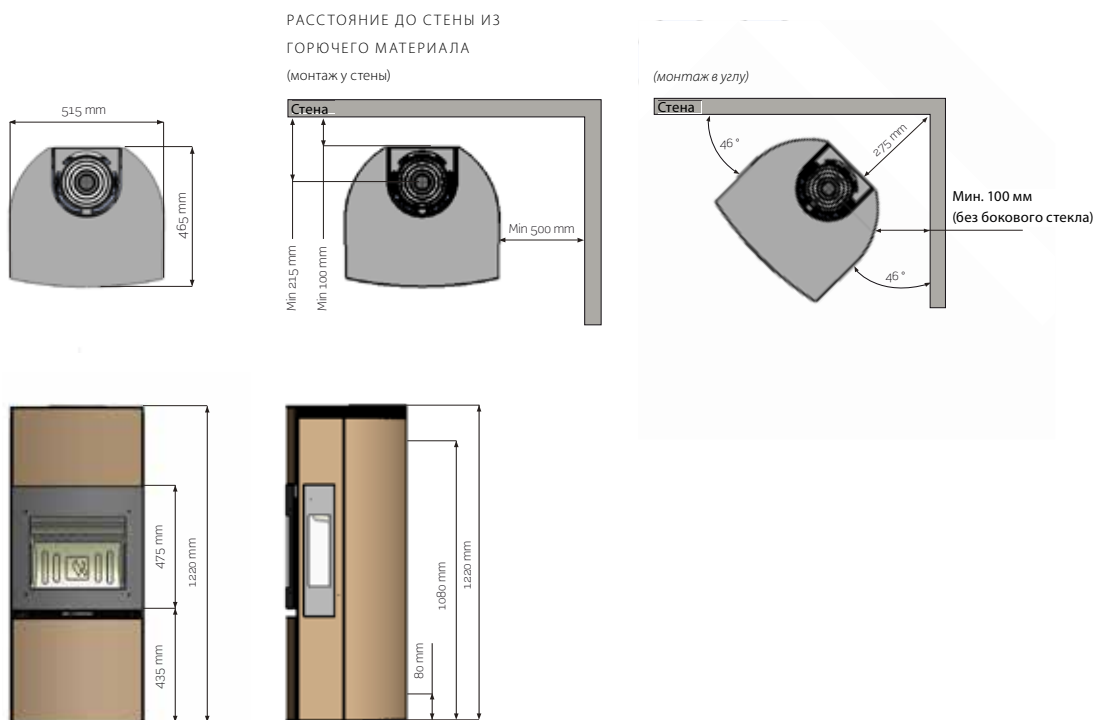 РАССТОЯНИЕ ДО СТЕНЫ ИЗ
ГОРЮЧЕГО МАТЕРИАЛА
(монтаж у стены)
(монтаж в углу)
515 mm
465 mm
Стена
Min 215 mm
Min 100 mm
Min 500 mm
Стена
46 °
275 mm
Мин. 100 мм
(без бокового стекла)
46 °
475 mm
1220 mm
435 mm
1080 mm
1220 mm
80 mm